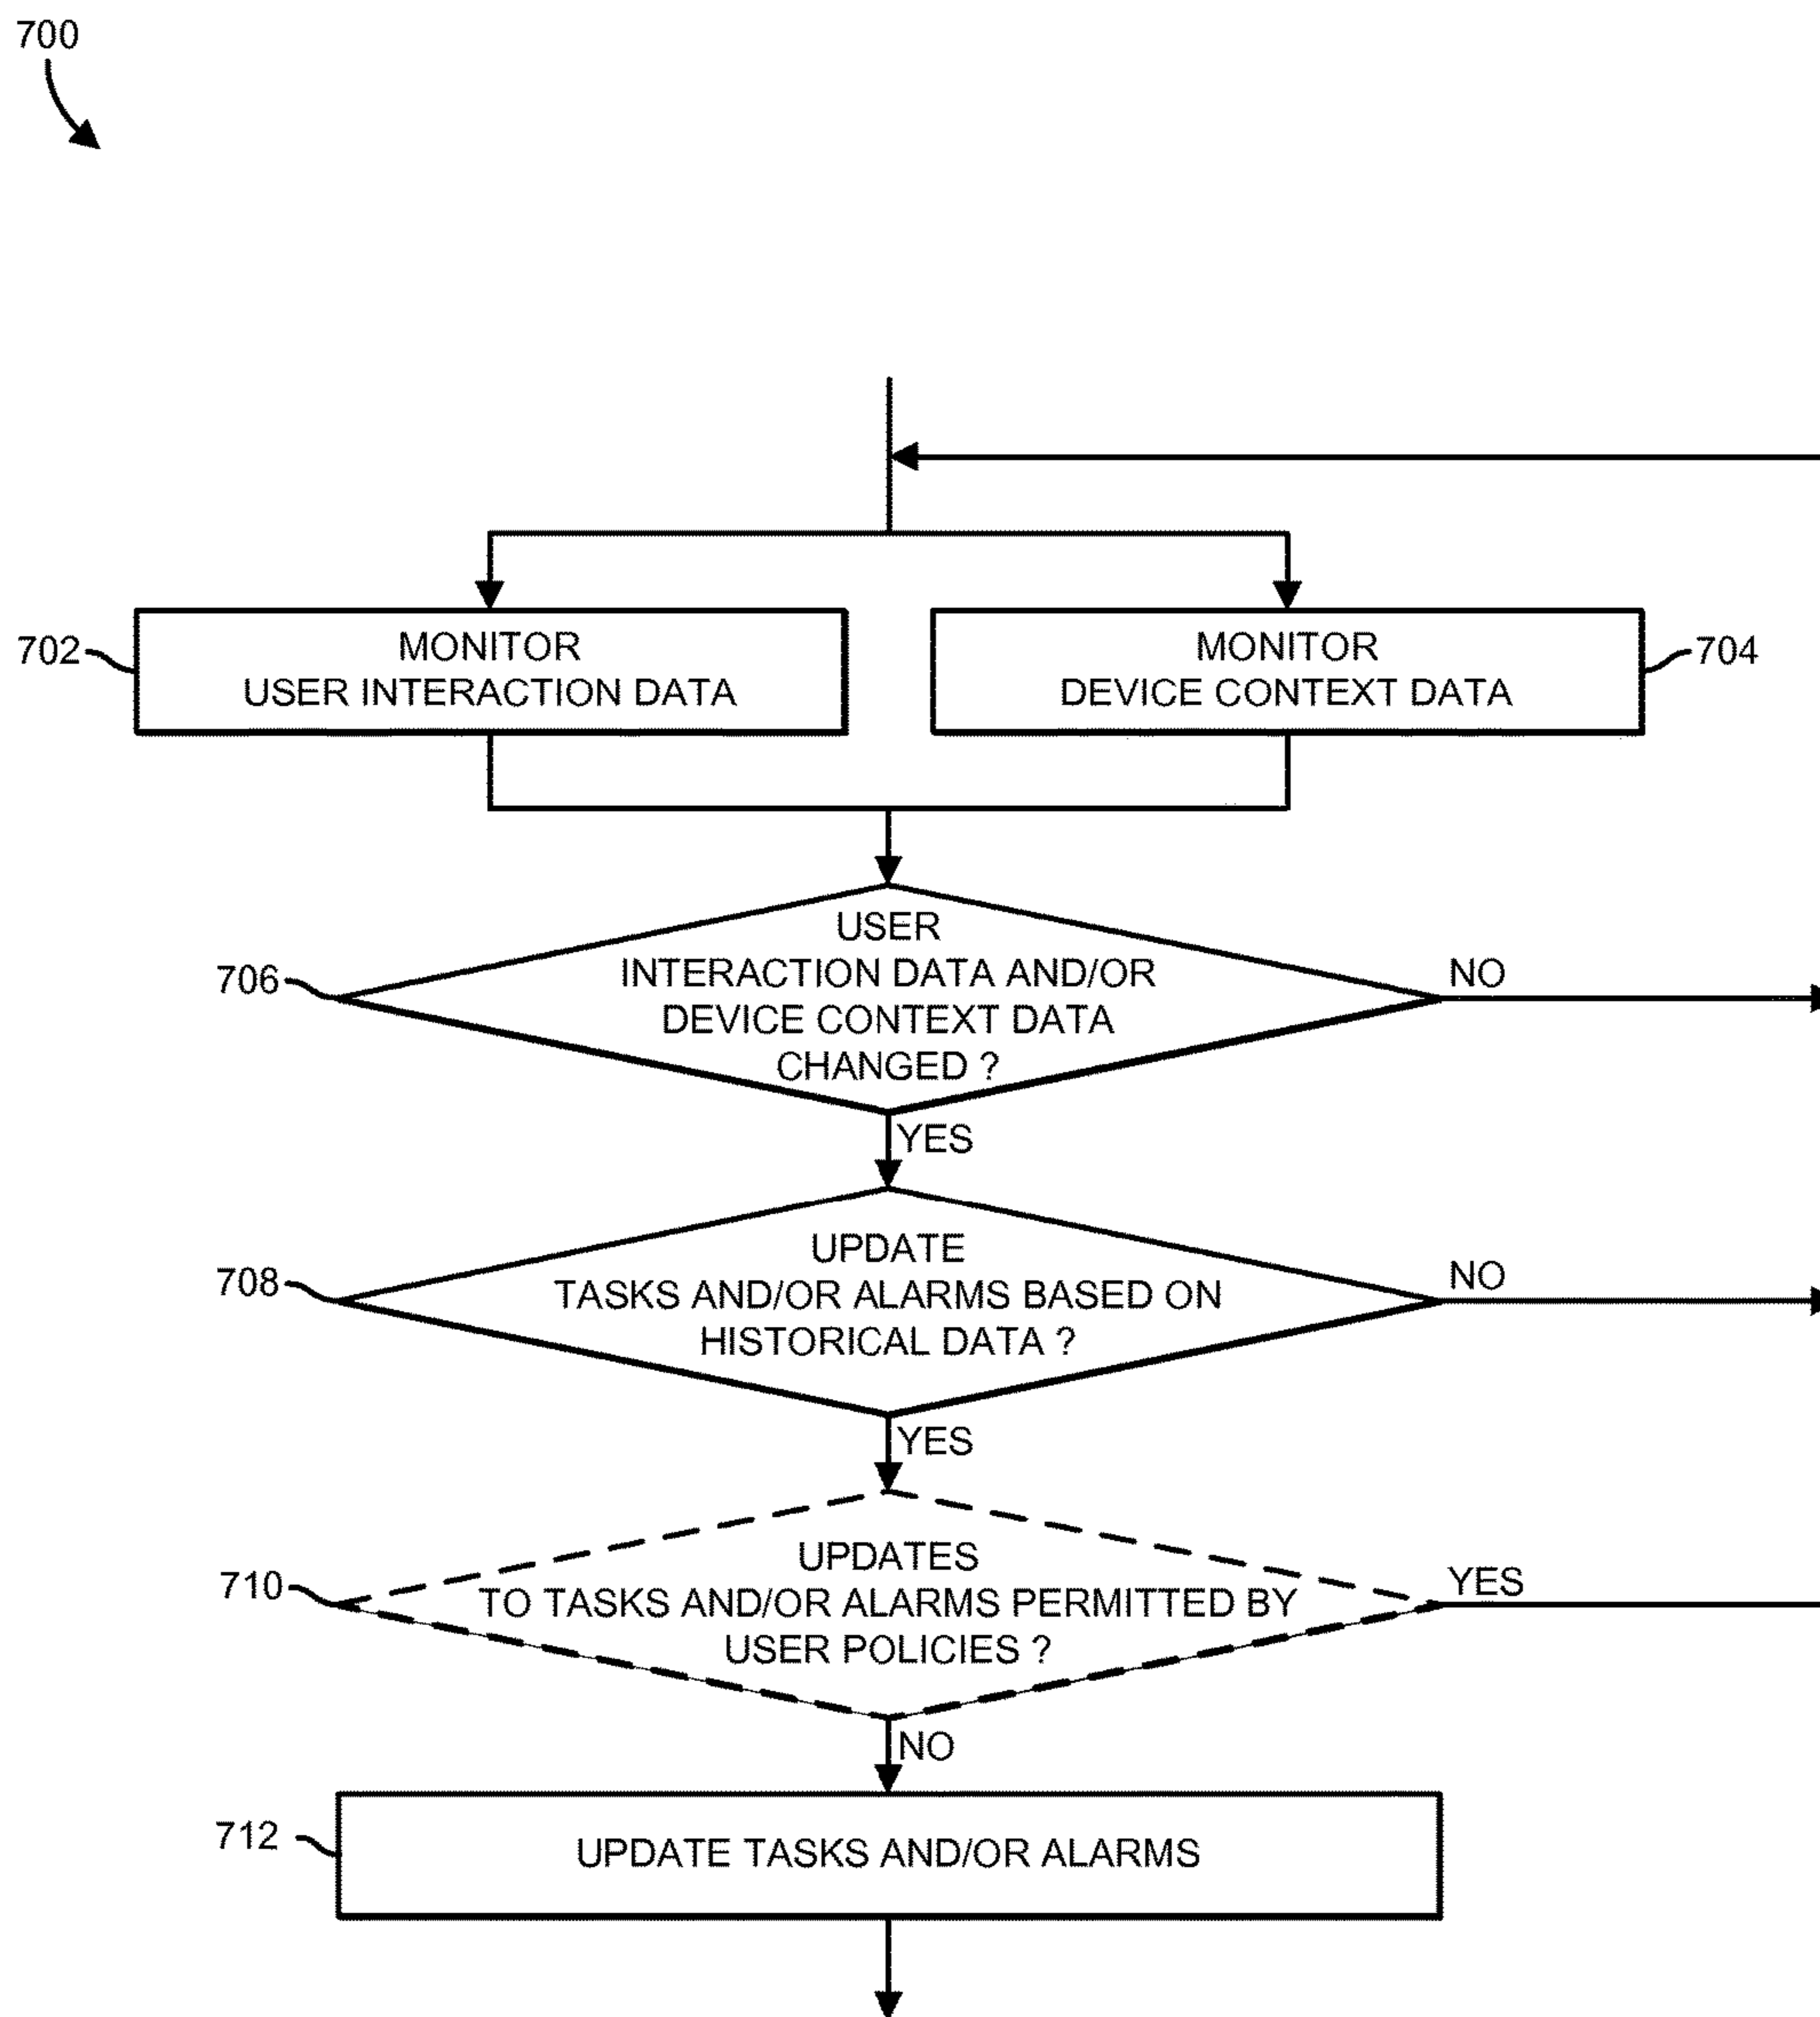 700
702
MONITOR
USER INTERACTION DATA
MONITOR
DEVICE CONTEXT DATA
704
706
USER
INTERACTION DATA AND/OR
DEVICE CONTEXT DATA
CHANGED ?
NO
YES
708
UPDATE
TASKS AND/OR ALARMS BASED ON
HISTORICAL DATA ?
NO
YES
710
UPDATES
TO TASKS AND/OR ALARMS PERMITTED BY
USER POLICIES ?
YES
NO
712
UPDATE TASKS AND/OR ALARMS